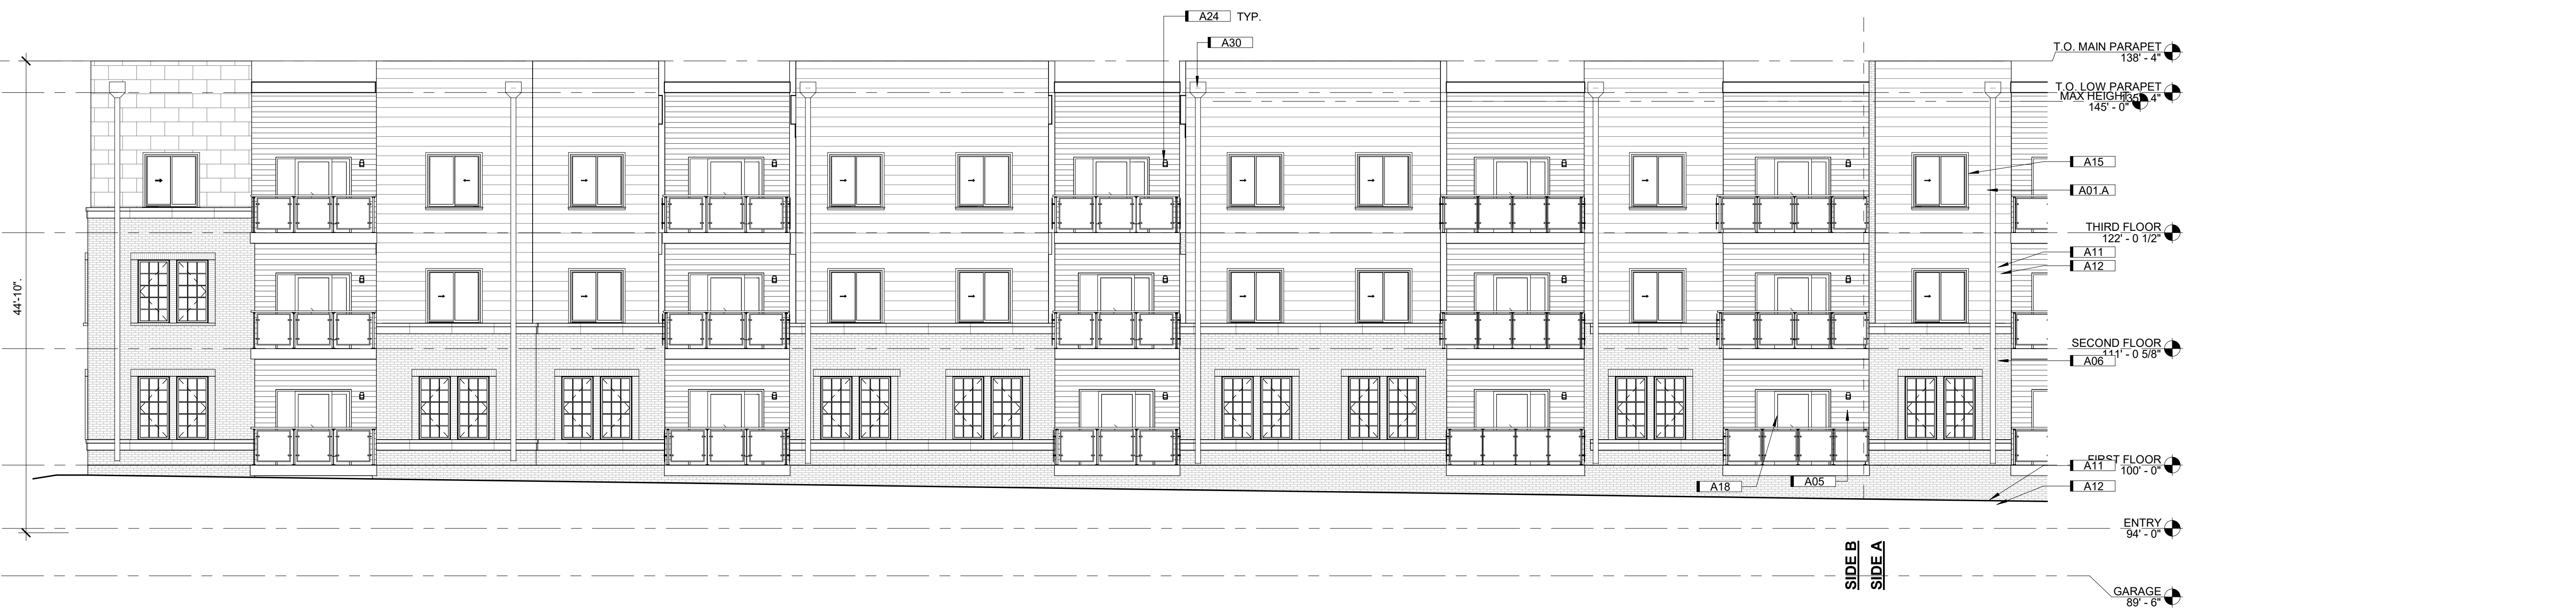 A24 TYP.
A30
T.O. MAIN PARAPET
138' - 4"
T.O. LOW PARAPET
MAX HEIGHT
145' - 0"
A15
A01.A
THIRD FLOOR
122' - 0 1/2"
A11
A12
44'-10".
SECOND FLOOR
111' - 0 5/8"
A06
FIRST FLOOR
100' - 0"
A11
A05
A18
A12
ENTRY
94' - 0"
SIDE B
SIDE A
GARAGE
89' - 6"